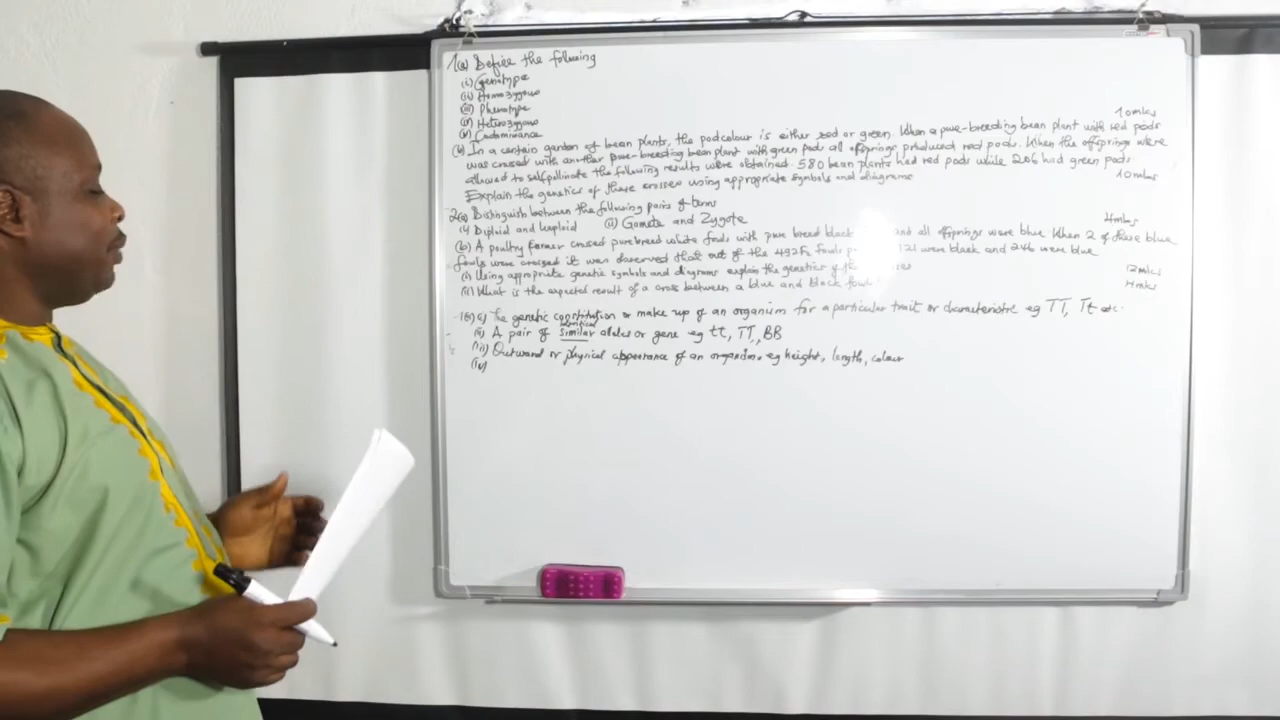 1(a) Define the following
(i) Genotype
(ii) Homozygous
(iii) Phenotype
(iv) Heterozygous
(v) Codominance
10mks
(b) In a certain garden of bean plants, the pod colour is either red or green. When a pure-breeding bean plant with red pods
was crossed with another pure-breeding bean plant with green pods all offsprings produced red pods. When the offsprings were
allowed to selfpollinate the following results were obtained. 580 bean plants had red pods while 206 had green pods
Explain the genetics of these crosses using appropriate symbols and diagrams
10mks
2(a) Distinguish between the following pairs of terms
(i) Diploid and haploid (ii) Gamete and Zygote
4mks
(b) A poultry farmer crossed purebreed white fowls with pure breed black and all offsprings were blue. When 2 of these blue
fowls were crossed it was observed that out of the 492 F2 fowls 121 were black and 246 were blue
(i) Using appropriate genetic symbols and diagrams explain the genetics of
12mks
(ii) What is the expected result of a cross between a blue and black fowl
4mks
1(a) (i) The genetic constitution or make up of an organism for a particular trait or characteristic eg TT, Tt etc.
identical
(ii) A pair of similar alleles or gene eg tt, TT, BB
(iii) Outward or physical appearance of an organism. eg height, length, colour
(iv)